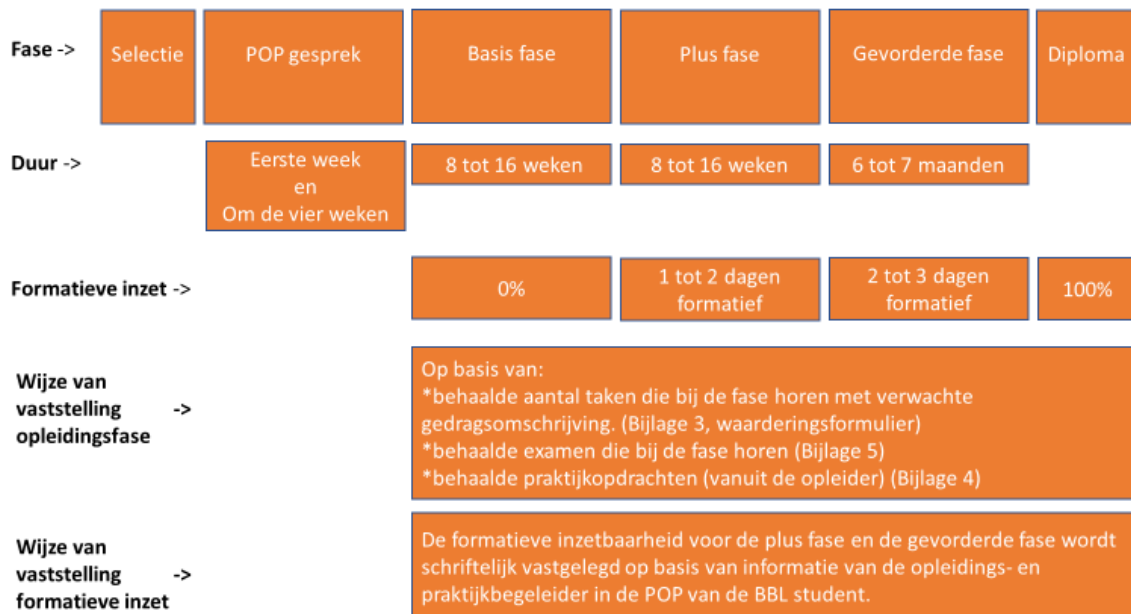 Fase ->
Selectie
POP gesprek
Basis fase
Plus fase
Gevorderde fase
Diploma
Duur ->
Eerste week
en
Om de vier weken
8 tot 16 weken
8 tot 16 weken
6 tot 7 maanden
Formatieve inzet ->
0%
1 tot 2 dagen
formatief
2 tot 3 dagen
formatief
100%
Wijze van
vaststelling ->
opleidingsfase
Op basis van:
*behaalde aantal taken die bij de fase horen met verwachte
gedragsomschrijving. (Bijlage 3, waarderingsformulier)
*behaalde examen die bij de fase horen (Bijlage 5)
*behaalde praktijkopdrachten (vanuit de opleider) (Bijlage 4)
Wijze van
vaststelling ->
formatieve inzet
De formatieve inzetbaarheid voor de plus fase en de gevorderde fase wordt
schriftelijk vastgelegd op basis van informatie van de opleidings- en
praktijkbegeleider in de POP van de BBL student.